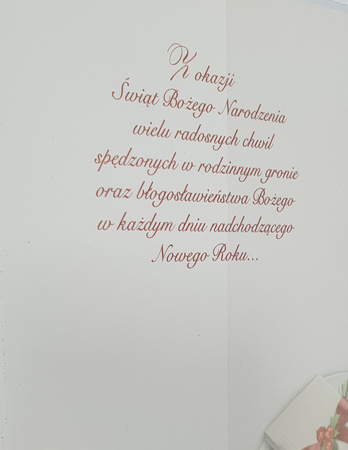 Z okazji
Świąt Bożego Narodzenia
wielu radosnych chwil
spędzonych w rodzinnym gronie
oraz błogosławieństwa Bożego
w każdym dniu nadchodzącego
Nowego Roku...